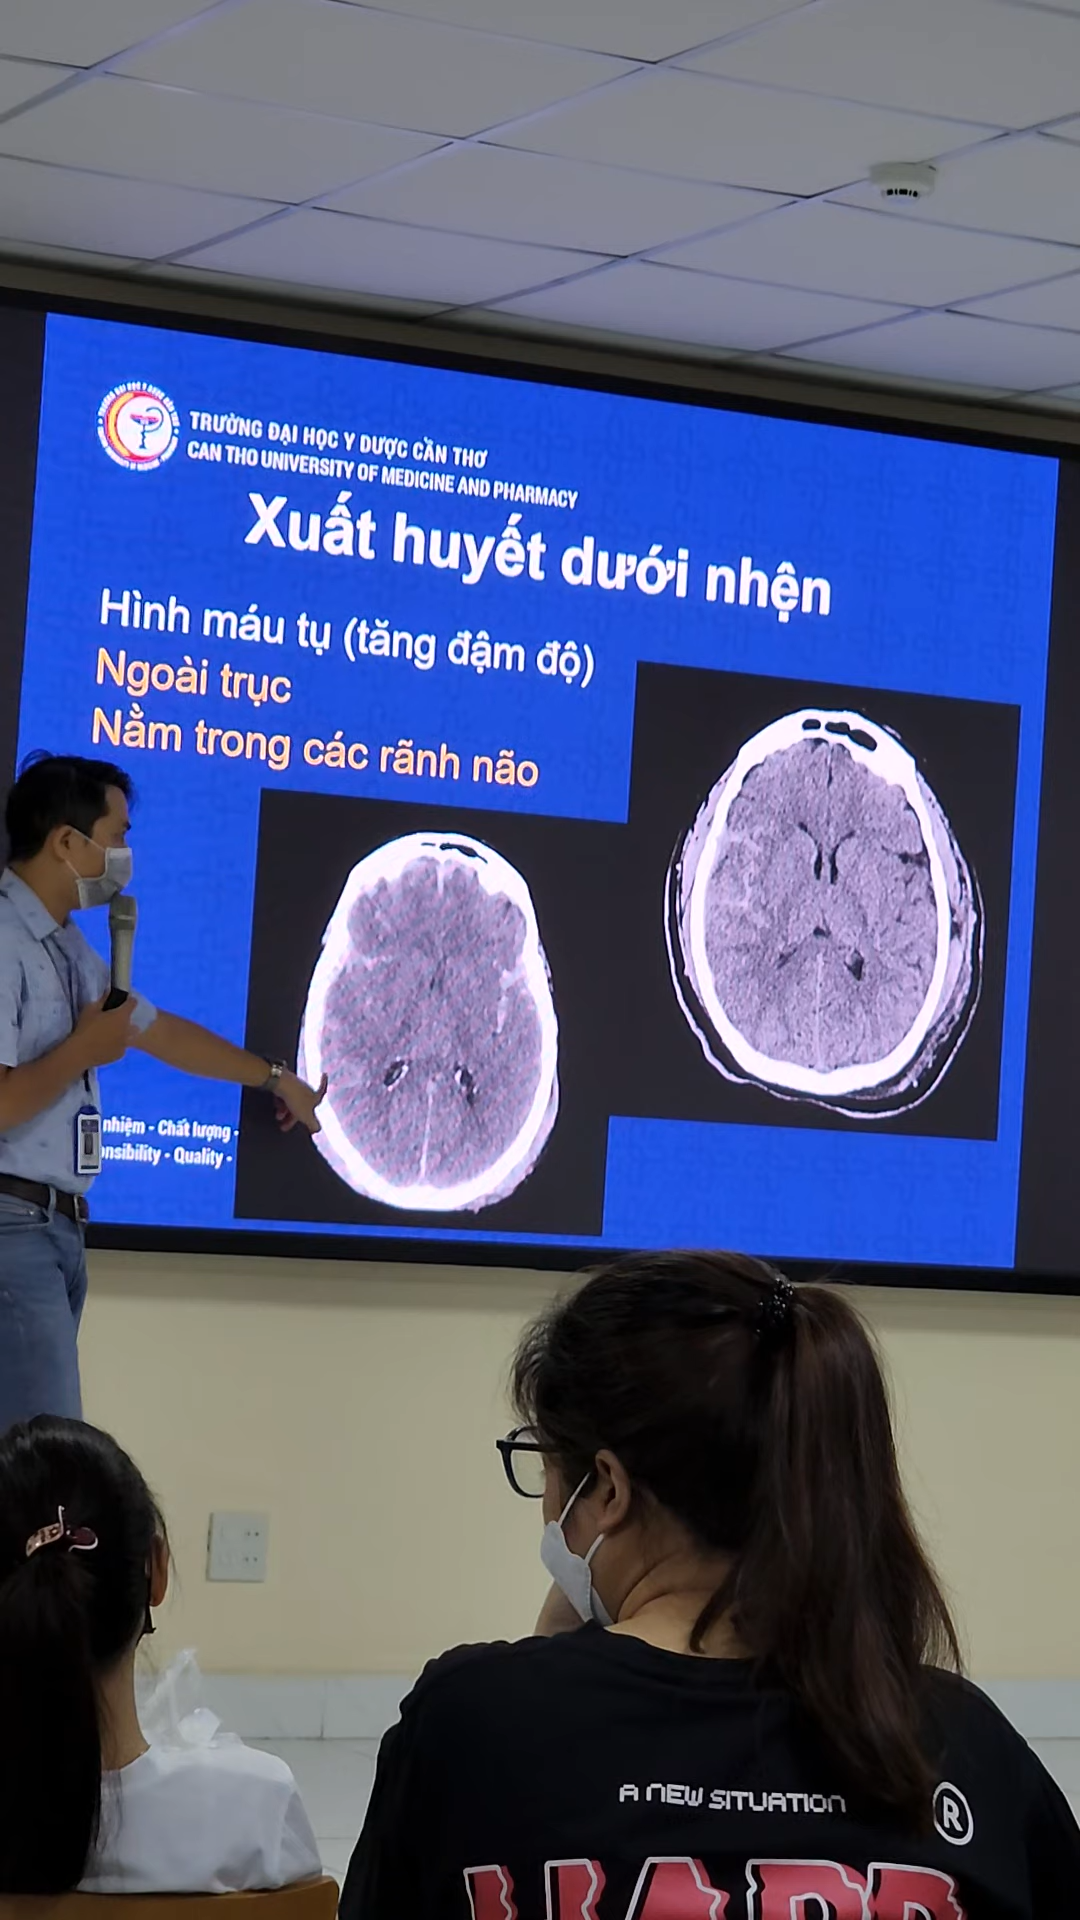 TRƯỜNG ĐẠI HỌC Y DƯỢC CẦN THƠ
CAN THO UNIVERSITY OF MEDICINE AND PHARMACY
Xuất huyết dưới nhện
Hình máu tụ (tăng đậm độ)
Ngoài trục
Nằm trong các rãnh não
nhiệm - Chất lượng -
onsibility - Quality -
A NEW SITUATION
®